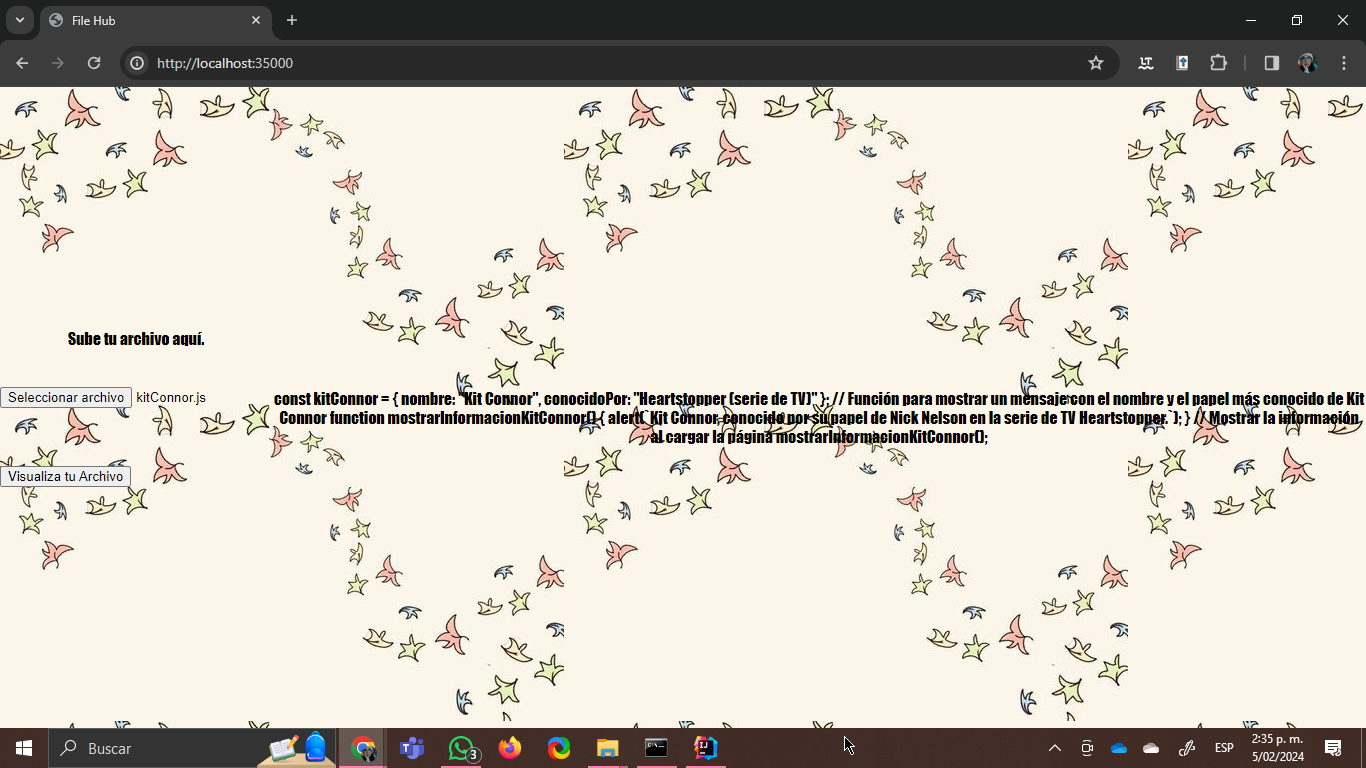 File Hub
http://localhost:35000
Sube tu archivo aquí.
Seleccionar archivo kitConnor.js
const kitConnor = { nombre: "Kit Connor", conocidoPor: "Heartstopper (serie de TV)" }; // Función para mostrar un mensaje con el nombre y el papel más conocido de Kit
Connor function mostrarInformacionKitConnor() { alert(`Kit Connor, conocido por su papel de Nick Nelson en la serie de TV Heartstopper.`); } // Mostrar la información
al cargar la página mostrarInformacionKitConnor();
Visualiza tu Archivo
Buscar
3
ESP
2:35 p. m.
5/02/2024